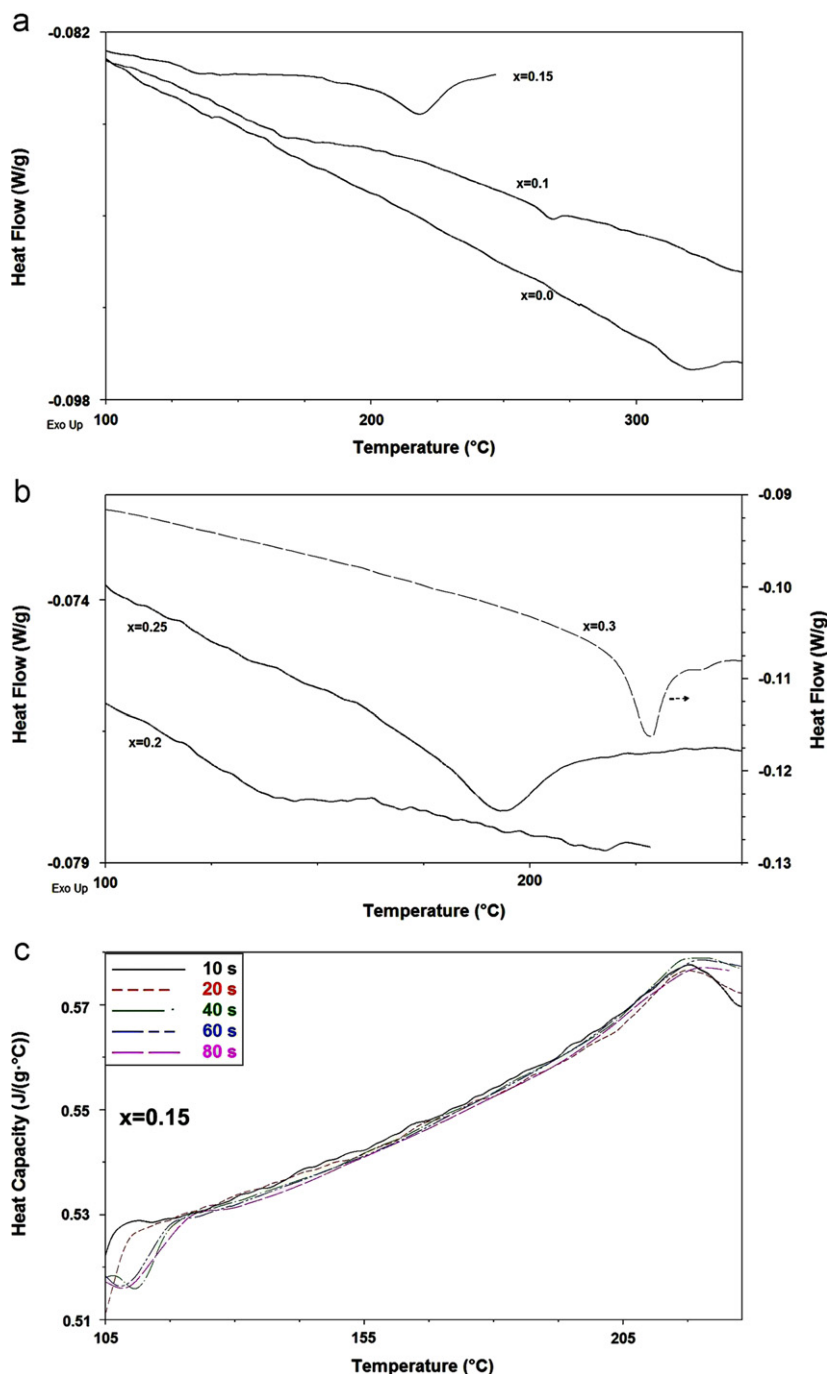 a
-0.082
x=0.15
x=0.1
x=0.0
Heat Flow (W/g)
-0.098
100
200
300
Exo Up
Temperature (°C)
b
-0.09
-0.074
x=0.25
x=0.3
-0.10
-0.11
x=0.2
-0.12
-0.079
-0.13
Heat Flow (W/g)
Heat Flow (W/g)
100
200
Exo Up
Temperature (°C)
c
10 s
20 s
40 s
60 s
80 s
x=0.15
0.57
0.55
0.53
0.51
Heat Capacity (J/(g·°C))
105
155
205
Temperature (°C)